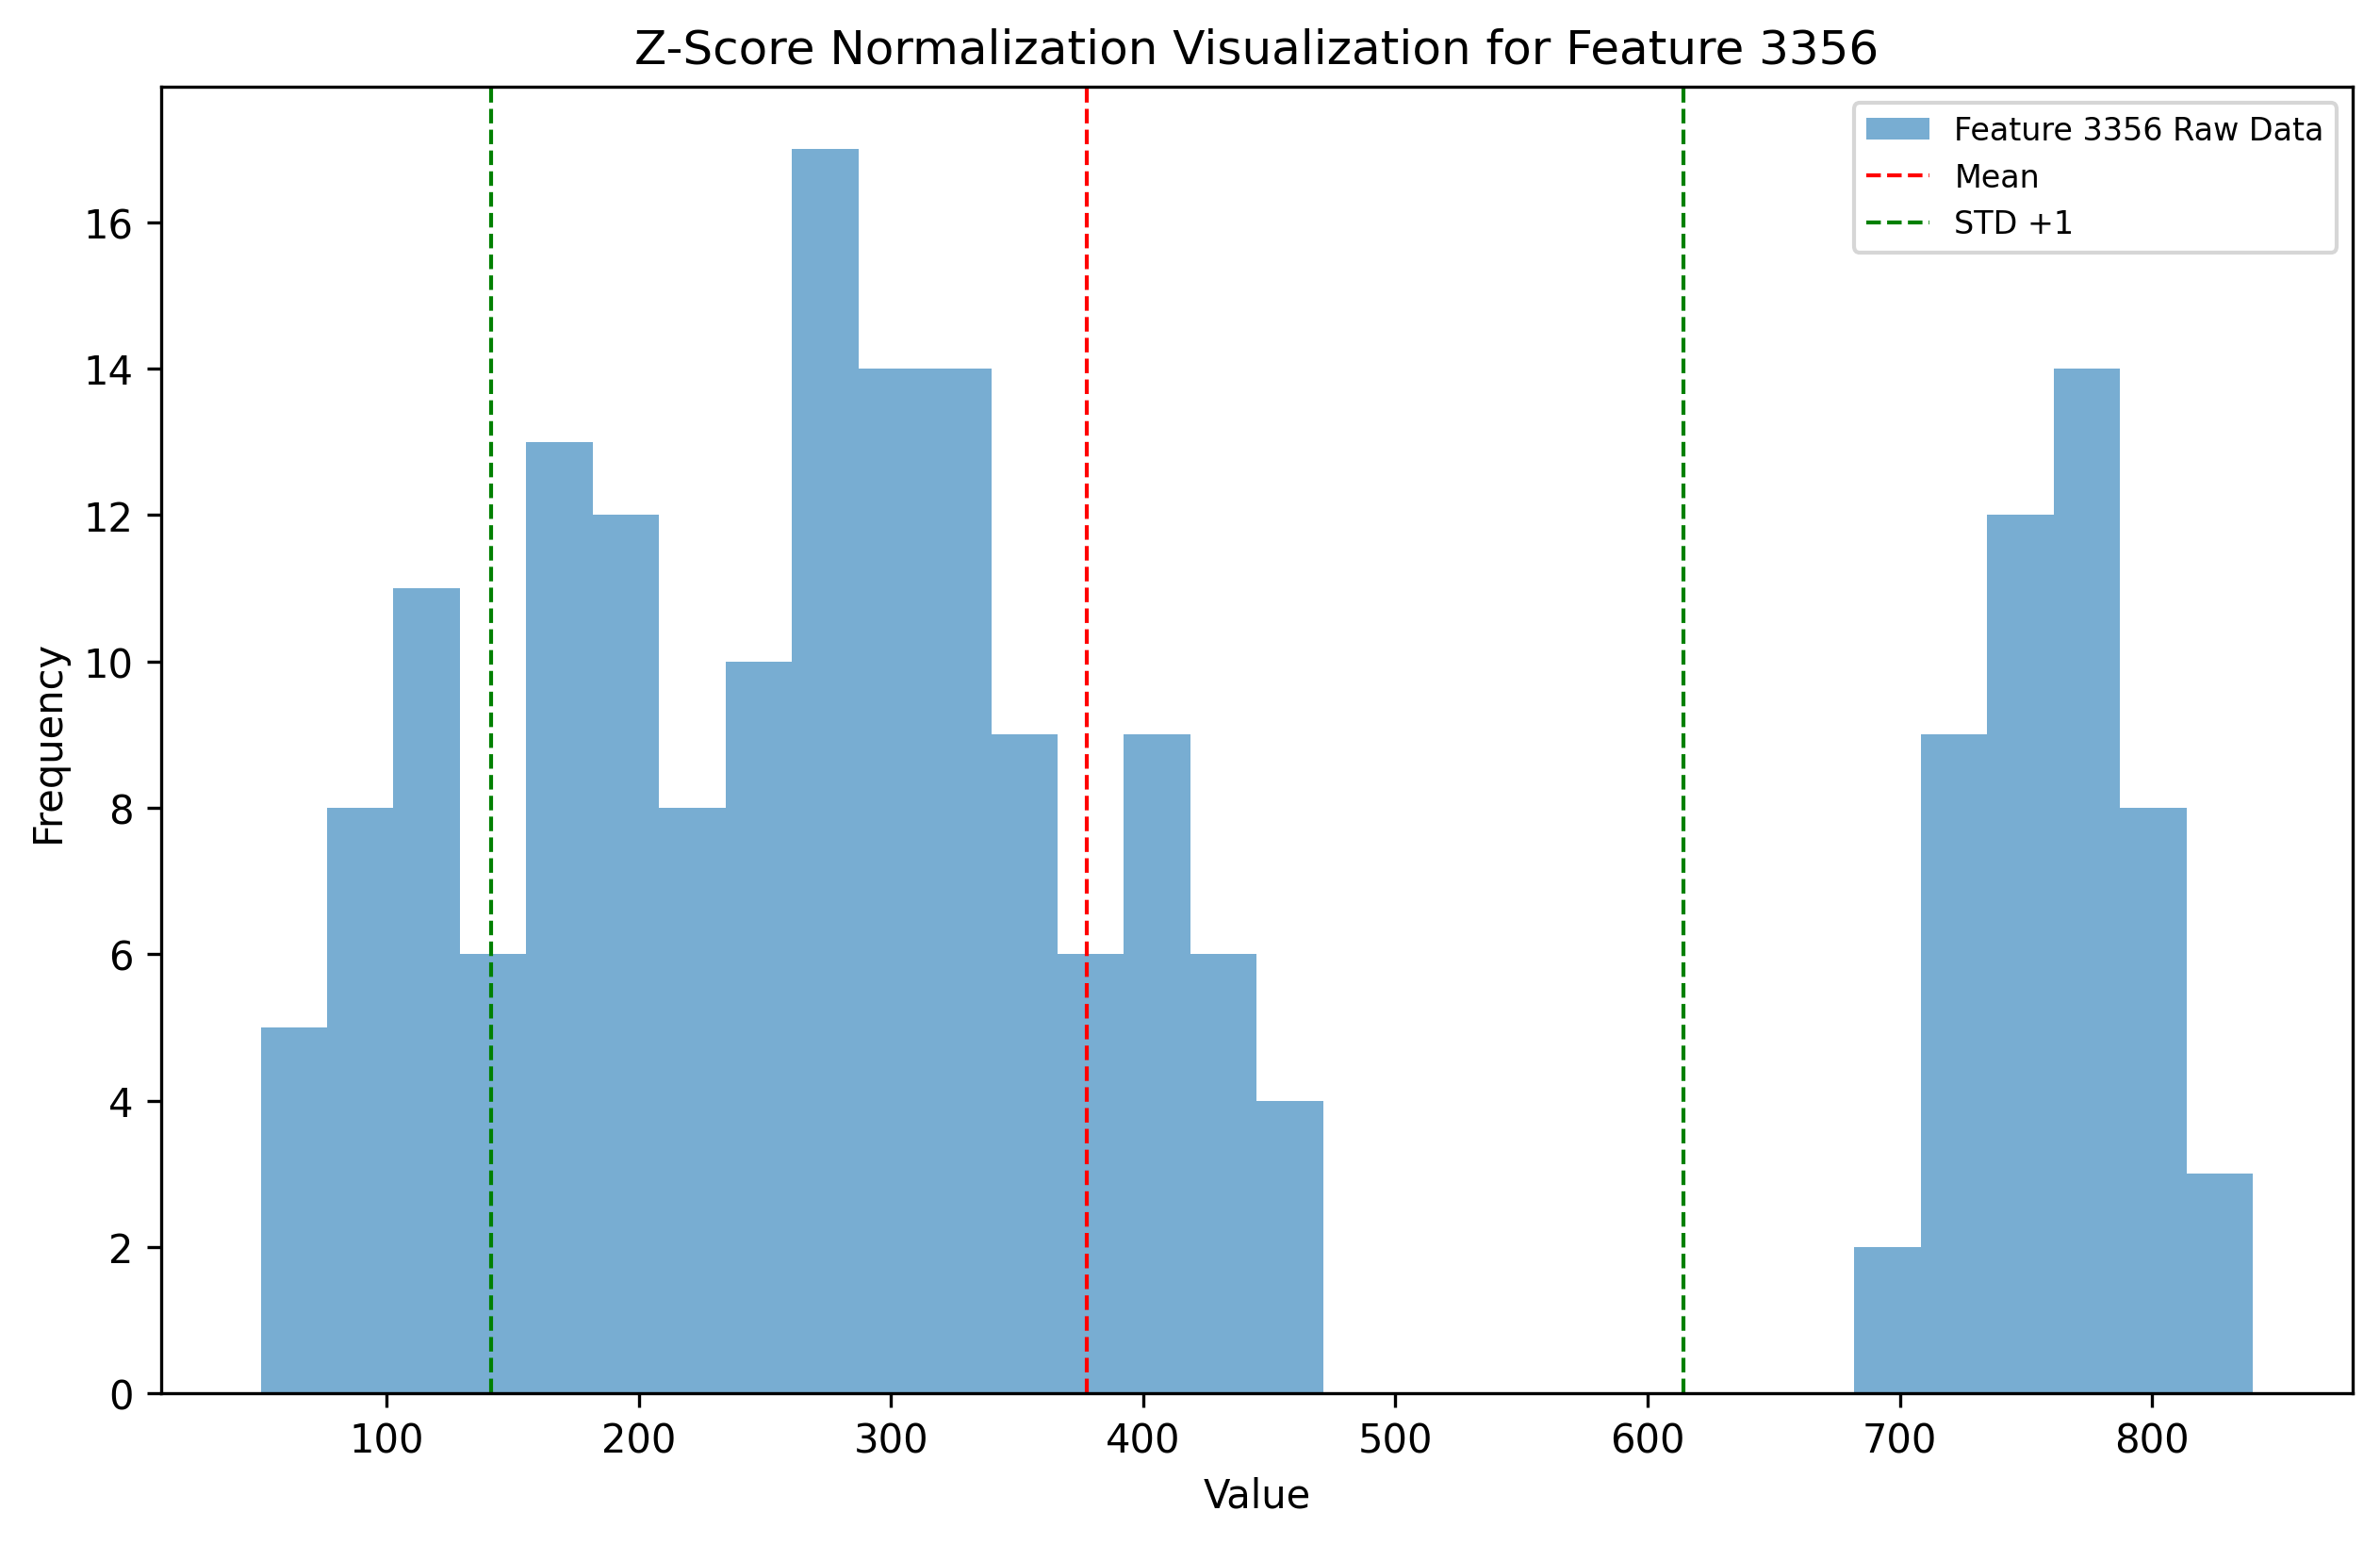 Z-Score Normalization Visualization for Feature 3356
Feature 3356 Raw Data
Mean
STD +1
Frequency
16
14
12
10
8
6
4
2
0
100 200 300 400 500 600 700 800
Value